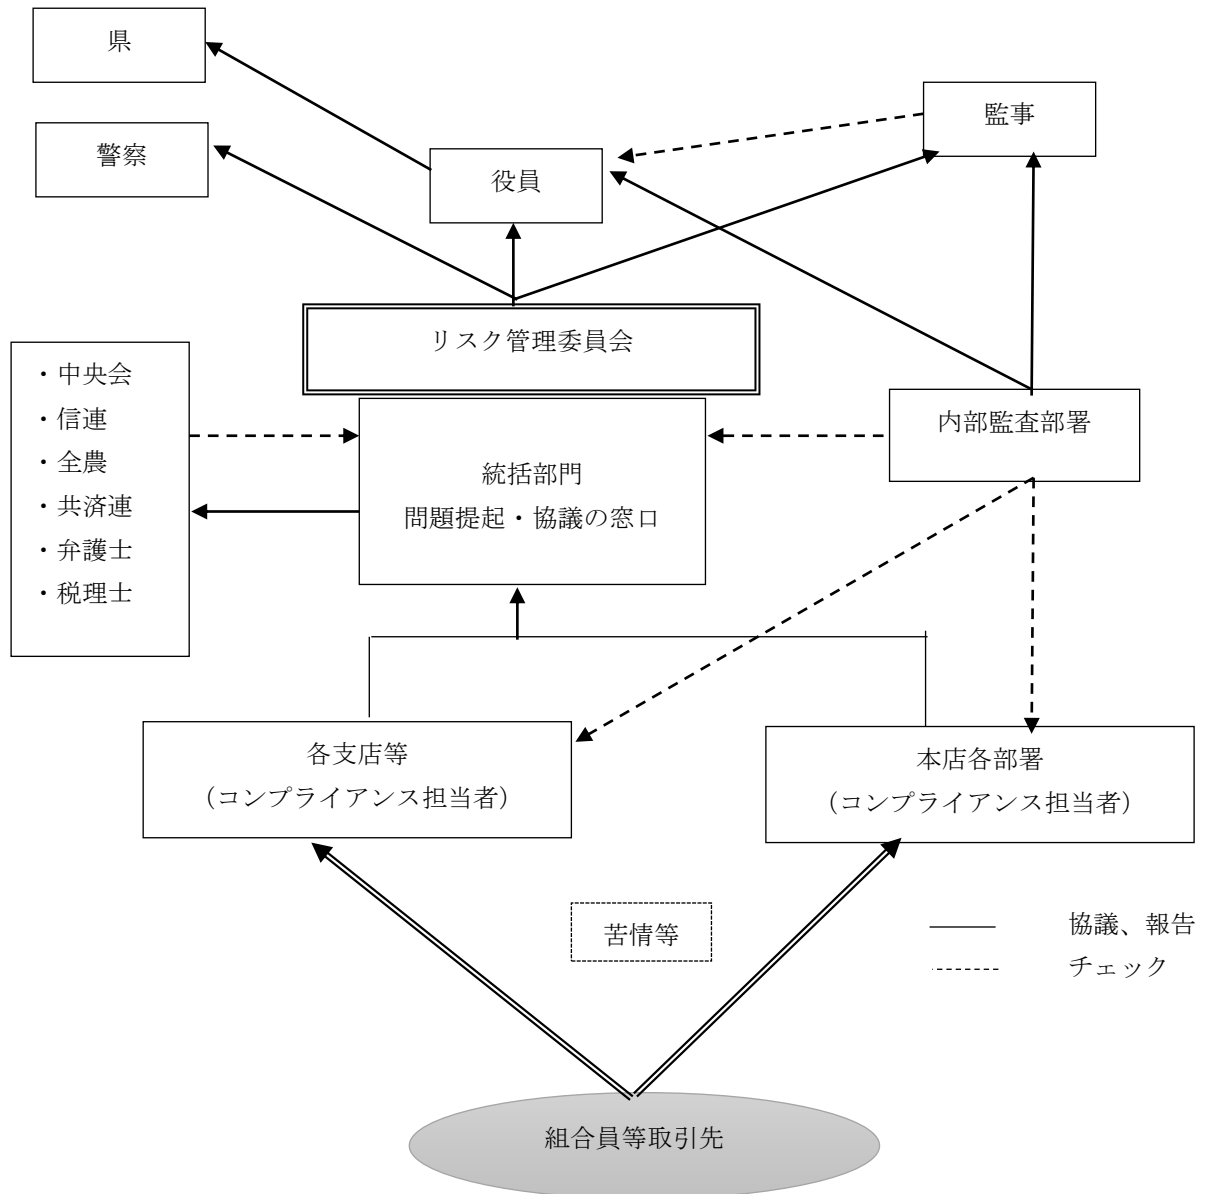 県
警察
役員
監事
リスク管理委員会
・中央会
・信連
・全農
・共済連
・弁護士
・税理士
統括部門
問題提起・協議の窓口
内部監査部署
各支店等
（コンプライアンス担当者）
本店各部署
（コンプライアンス担当者）
苦情等
協議、報告
チェック
組合員等取引先